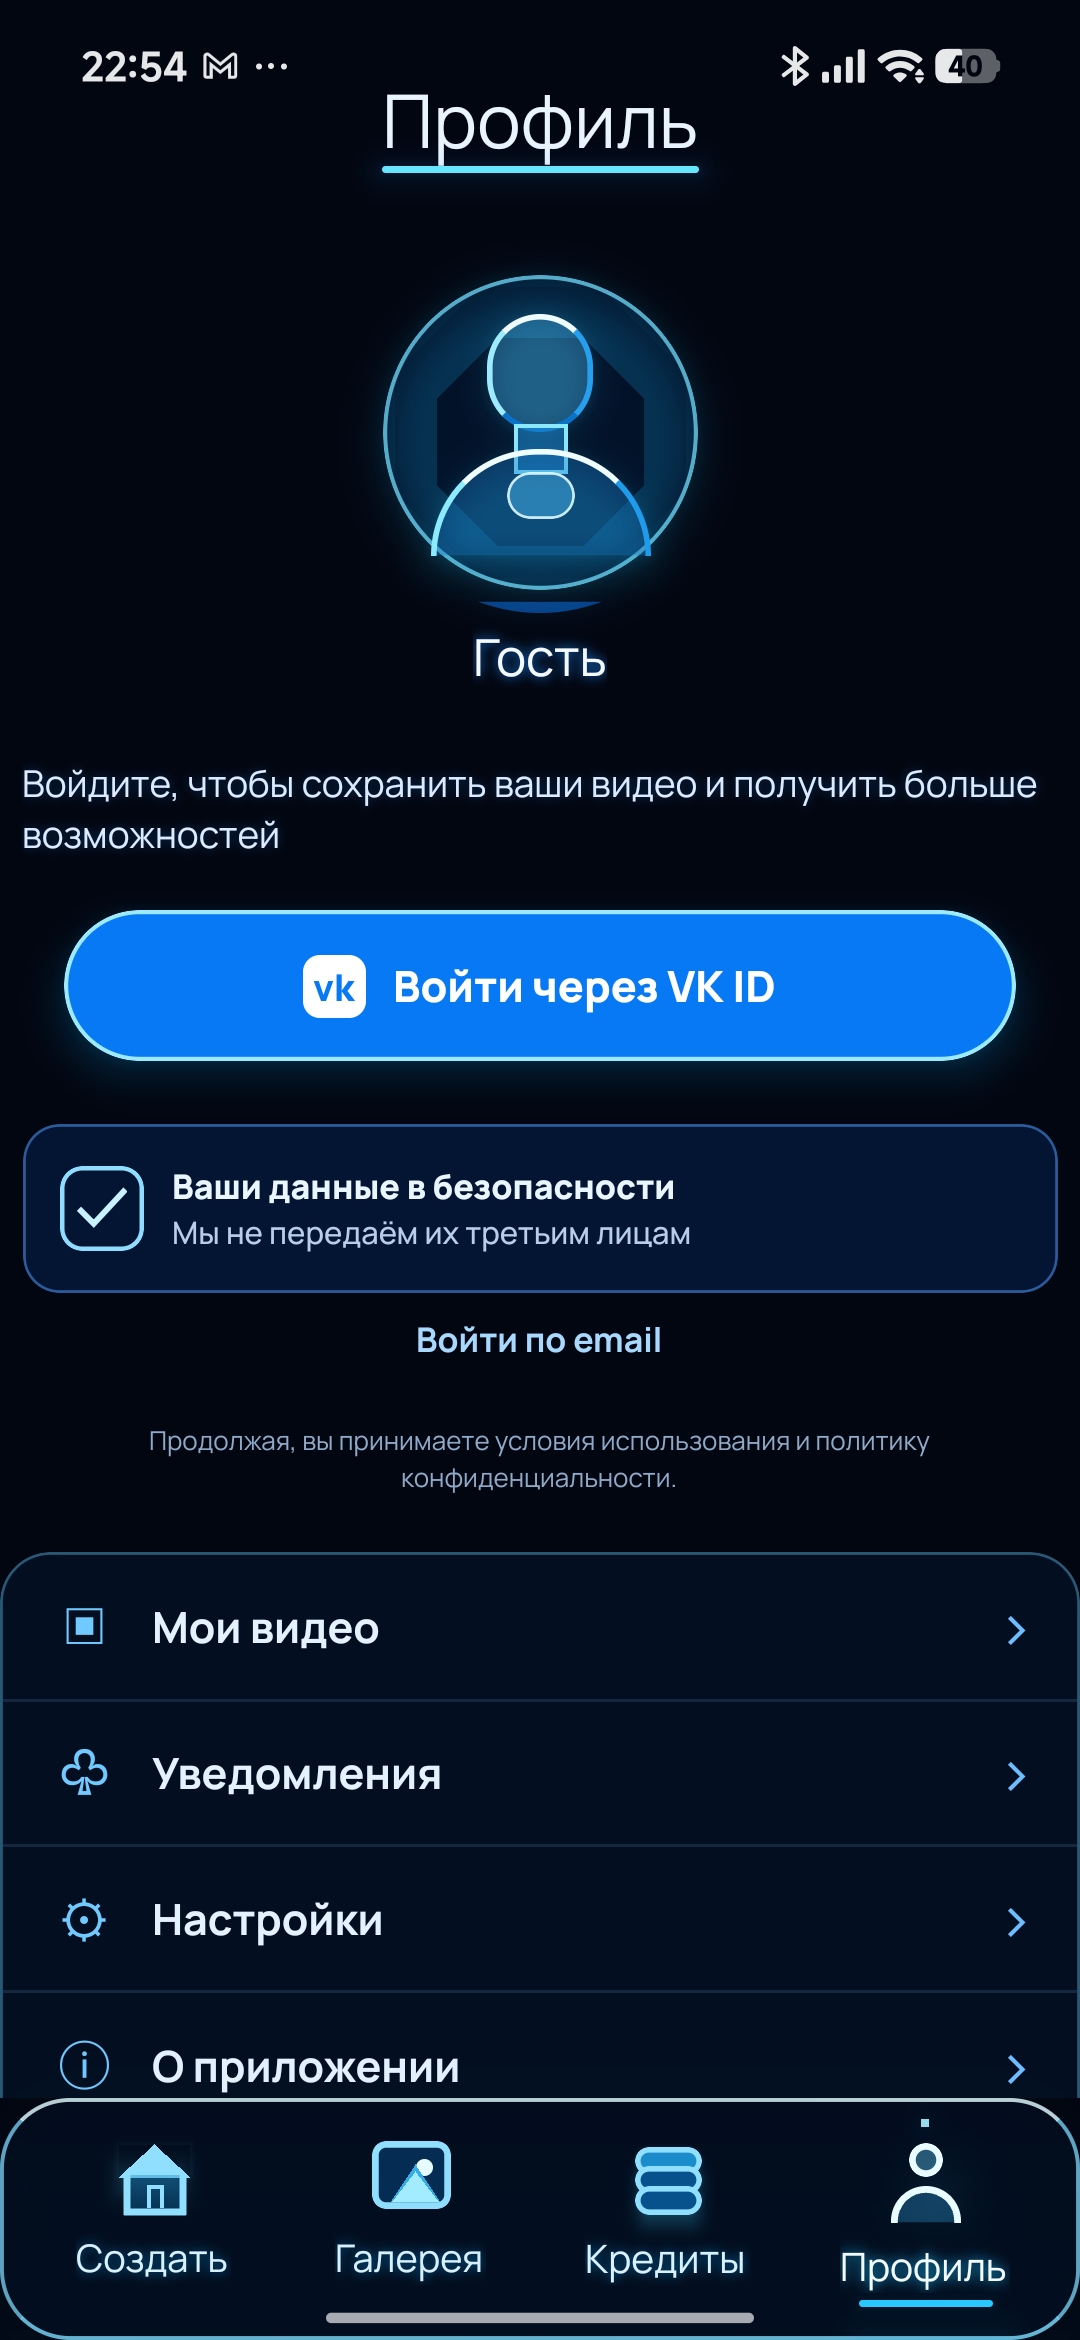 22:54
40
Профиль
Гость
Войдите, чтобы сохранить ваши видео и получить больше
возможностей
vk Войти через VK ID
Ваши данные в безопасности
Мы не передаём их третьим лицам
Войти по email
Продолжая, вы принимаете условия использования и политику
конфиденциальности.
Мои видео
Уведомления
Настройки
О приложении
Создать
Галерея
Кредиты
Профиль